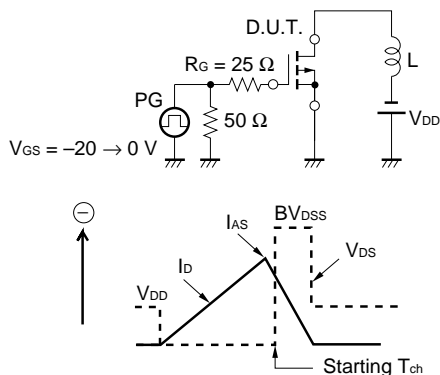 D.U.T.
RG = 25 Ω
L
PG
50 Ω
VDD
VGS = −20 → 0 V
−
BVDSS
IAS
VDS
ID
VDD
Starting Tch